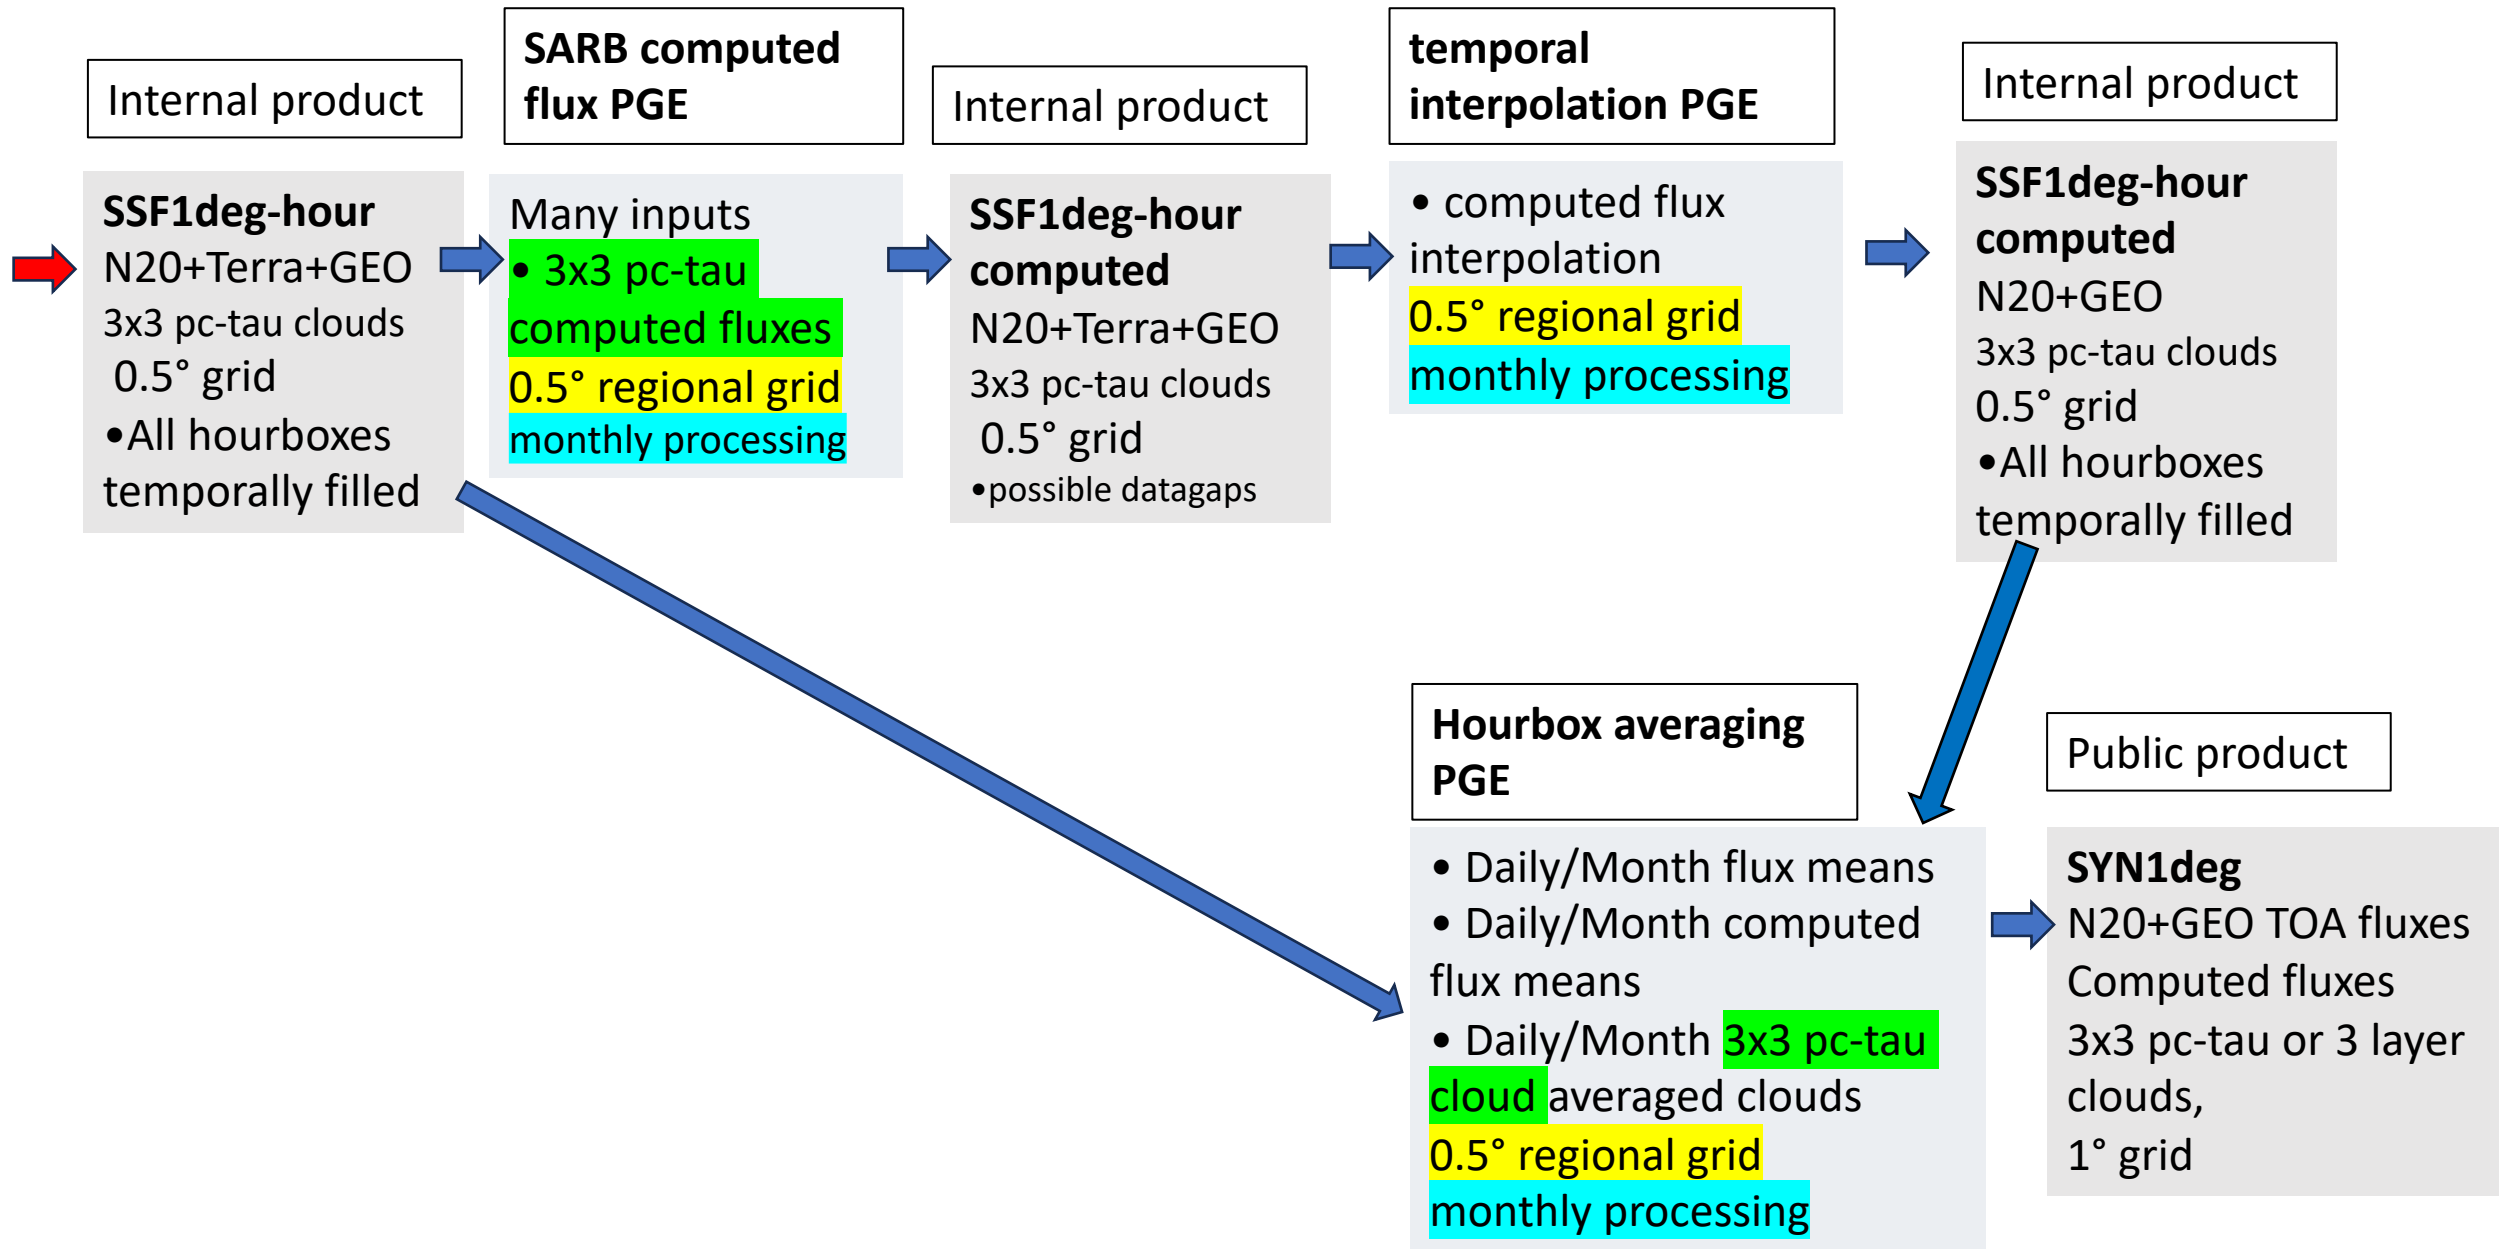 Internal product
SSF1deg-hour
N20+Terra+GEO
3x3 pc-tau clouds
0.5° grid
•All hourboxes
temporally filled
SARB computed
flux PGE
Many inputs
• 3x3 pc-tau
computed fluxes
0.5° regional grid
monthly processing
Internal product
SSF1deg-hour
computed
N20+Terra+GEO
3x3 pc-tau clouds
0.5° grid
•possible datagaps
temporal
interpolation PGE
• computed flux
interpolation
0.5° regional grid
monthly processing
Internal product
SSF1deg-hour
computed
N20+GEO
3x3 pc-tau clouds
0.5° grid
•All hourboxes
temporally filled
Hourbox averaging
PGE
• Daily/Month flux means
• Daily/Month computed
flux means
• Daily/Month 3x3 pc-tau
cloud averaged clouds
0.5° regional grid
monthly processing
Public product
SYN1deg
N20+GEO TOA fluxes
Computed fluxes
3x3 pc-tau or 3 layer
clouds,
1° grid